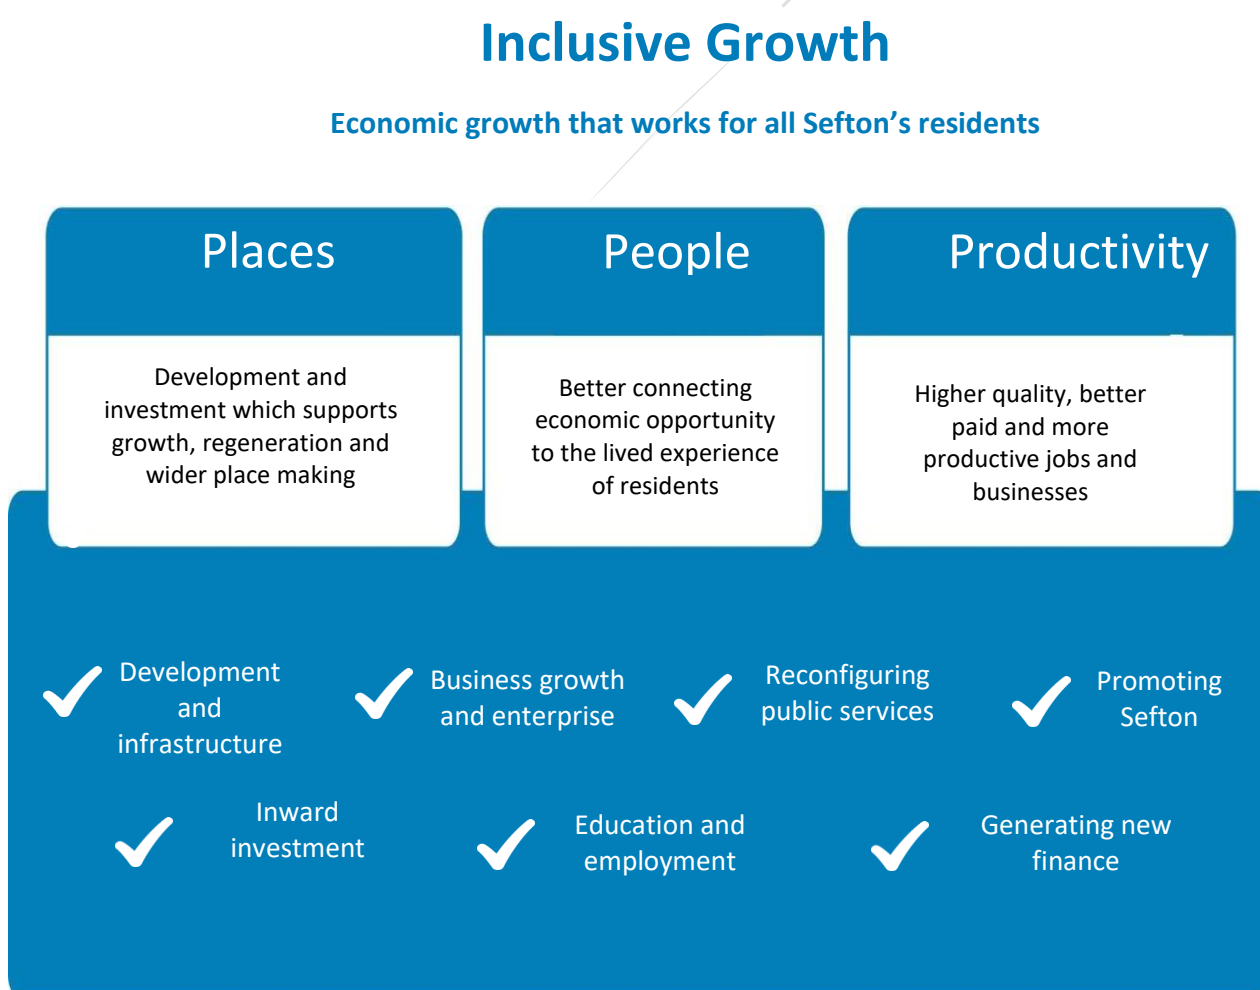 Inclusive Growth
Economic growth that works for all Sefton’s residents
Places
Development and
investment which supports
growth, regeneration and
wider place making
People
Better connecting
economic opportunity
to the lived experience
of residents
Productivity
Higher quality, better
paid and more
productive jobs and
businesses
Development
and
infrastructure
Business growth
and enterprise
Reconfiguring
public services
Promoting
Sefton
Inward
investment
Education and
employment
Generating new
finance